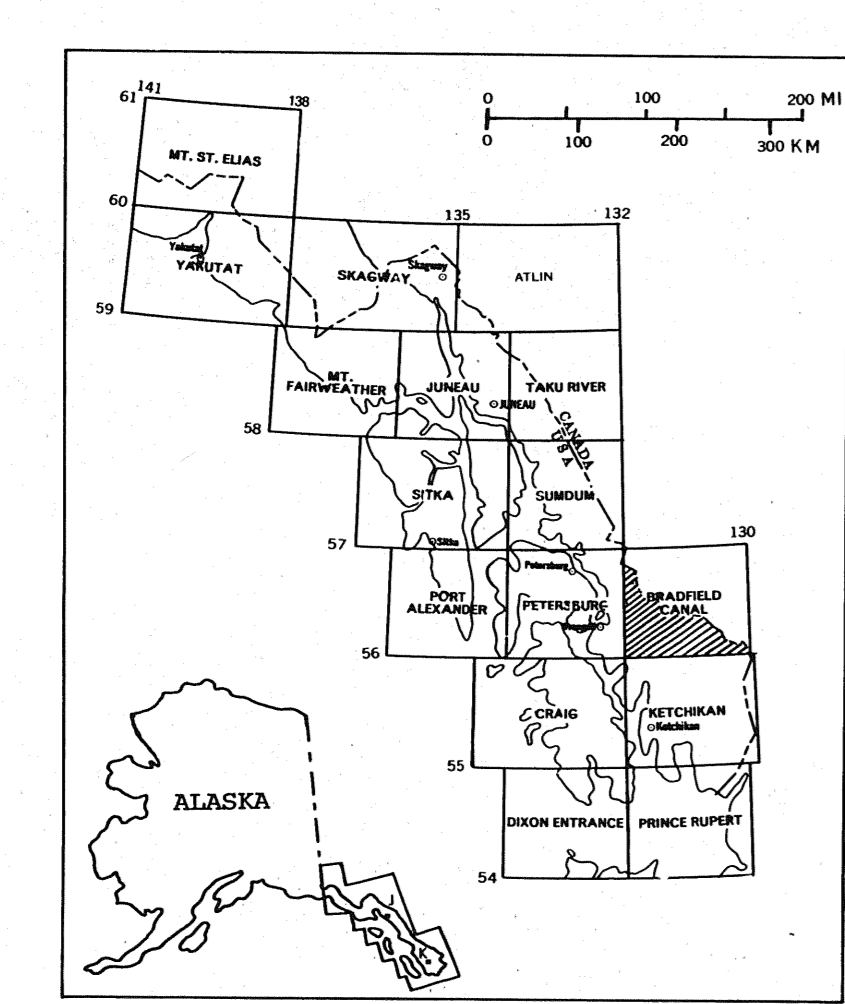 141
61
138
0
100
200 MI
0
100
200
300 KM
MT. ST. ELIAS
60
135
132
Yakutat
YAKUTAT
SKAGWAY
Skagway
ATLIN
59
MT.
FAIRWEATHER
JUNEAU
JUNEAU
TAKU RIVER
58
CANADA
USA
SITKA
SUMDUM
Sitka
57
130
Petersburg
PORT
ALEXANDER
PETERSBURG
BRADFIELD
CANAL
56
CRAIG
KETCHIKAN
Ketchikan
55
ALASKA
DIXON ENTRANCE
PRINCE RUPERT
54
J
K